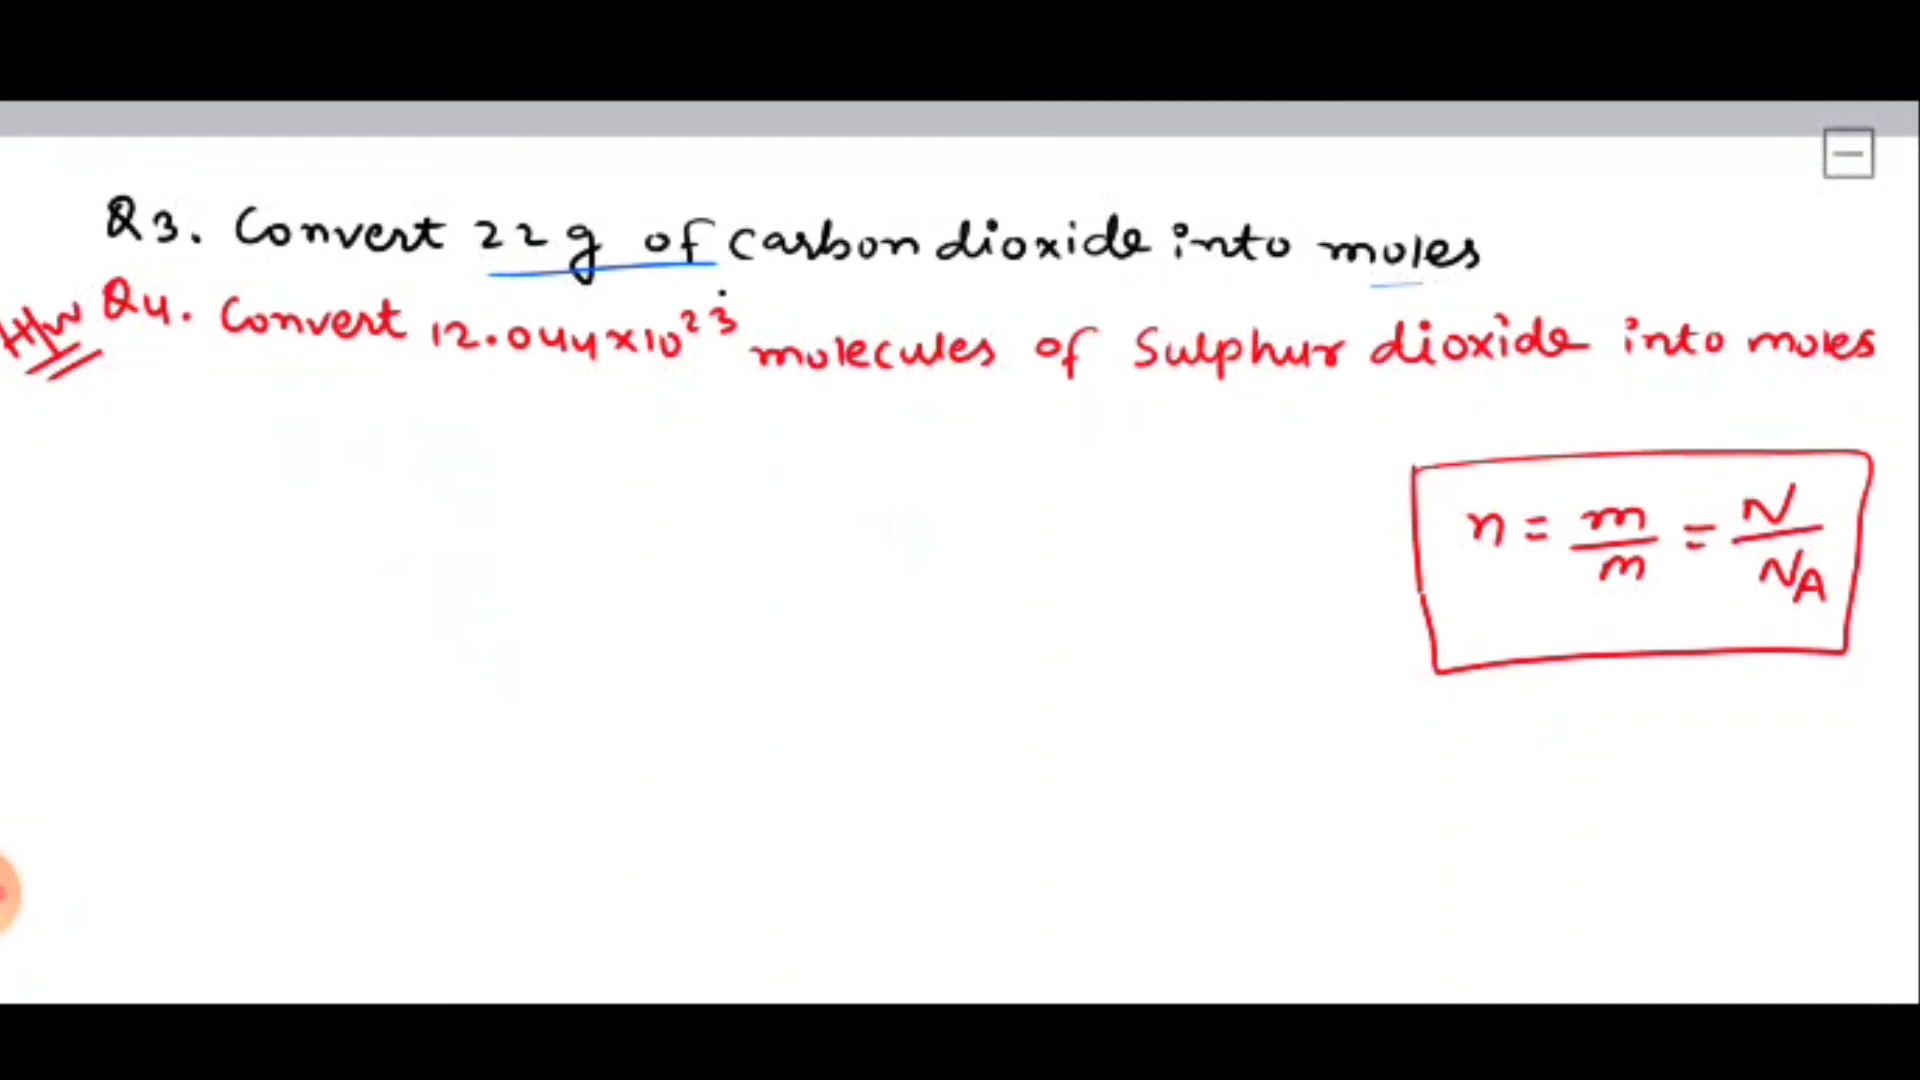 Q3. Convert 22g of carbon dioxide into moles
H/W Q4. Convert 12.044×10²³ molecules of Sulphur dioxide into moles
n = m/m = N/NA